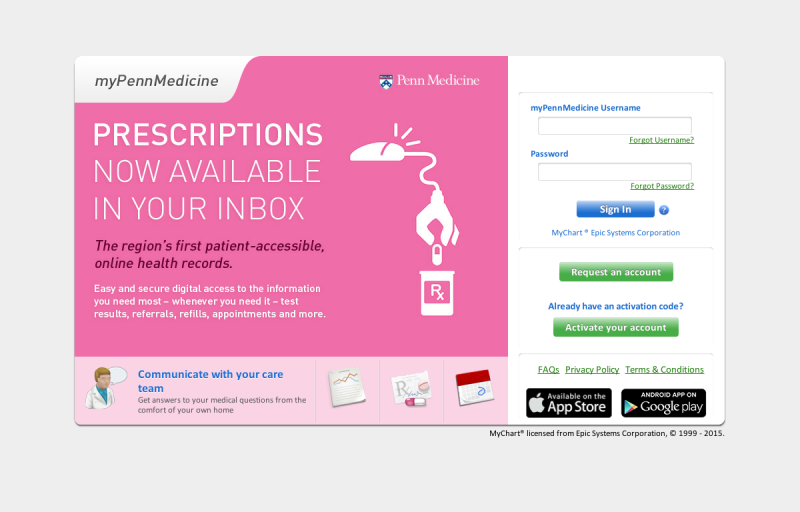 myPennMedicine
Penn Medicine
PRESCRIPTIONS
NOW AVAILABLE
IN YOUR INBOX
The region's first patient-accessible,
online health records.
Easy and secure digital access to the information
you need most – whenever you need it – test
results, referrals, refills, appointments and more.
Rx
Communicate with your care
team
Get answers to your medical questions from the
comfort of your own home
Rx
myPennMedicine Username
Forgot Username?
Password
Forgot Password?
Sign In
?
MyChart ® Epic Systems Corporation
Request an account
Already have an activation code?
Activate your account
FAQs Privacy Policy Terms & Conditions
Available on the
App Store
ANDROID APP ON
Google play
MyChart® licensed from Epic Systems Corporation, © 1999 - 2015.